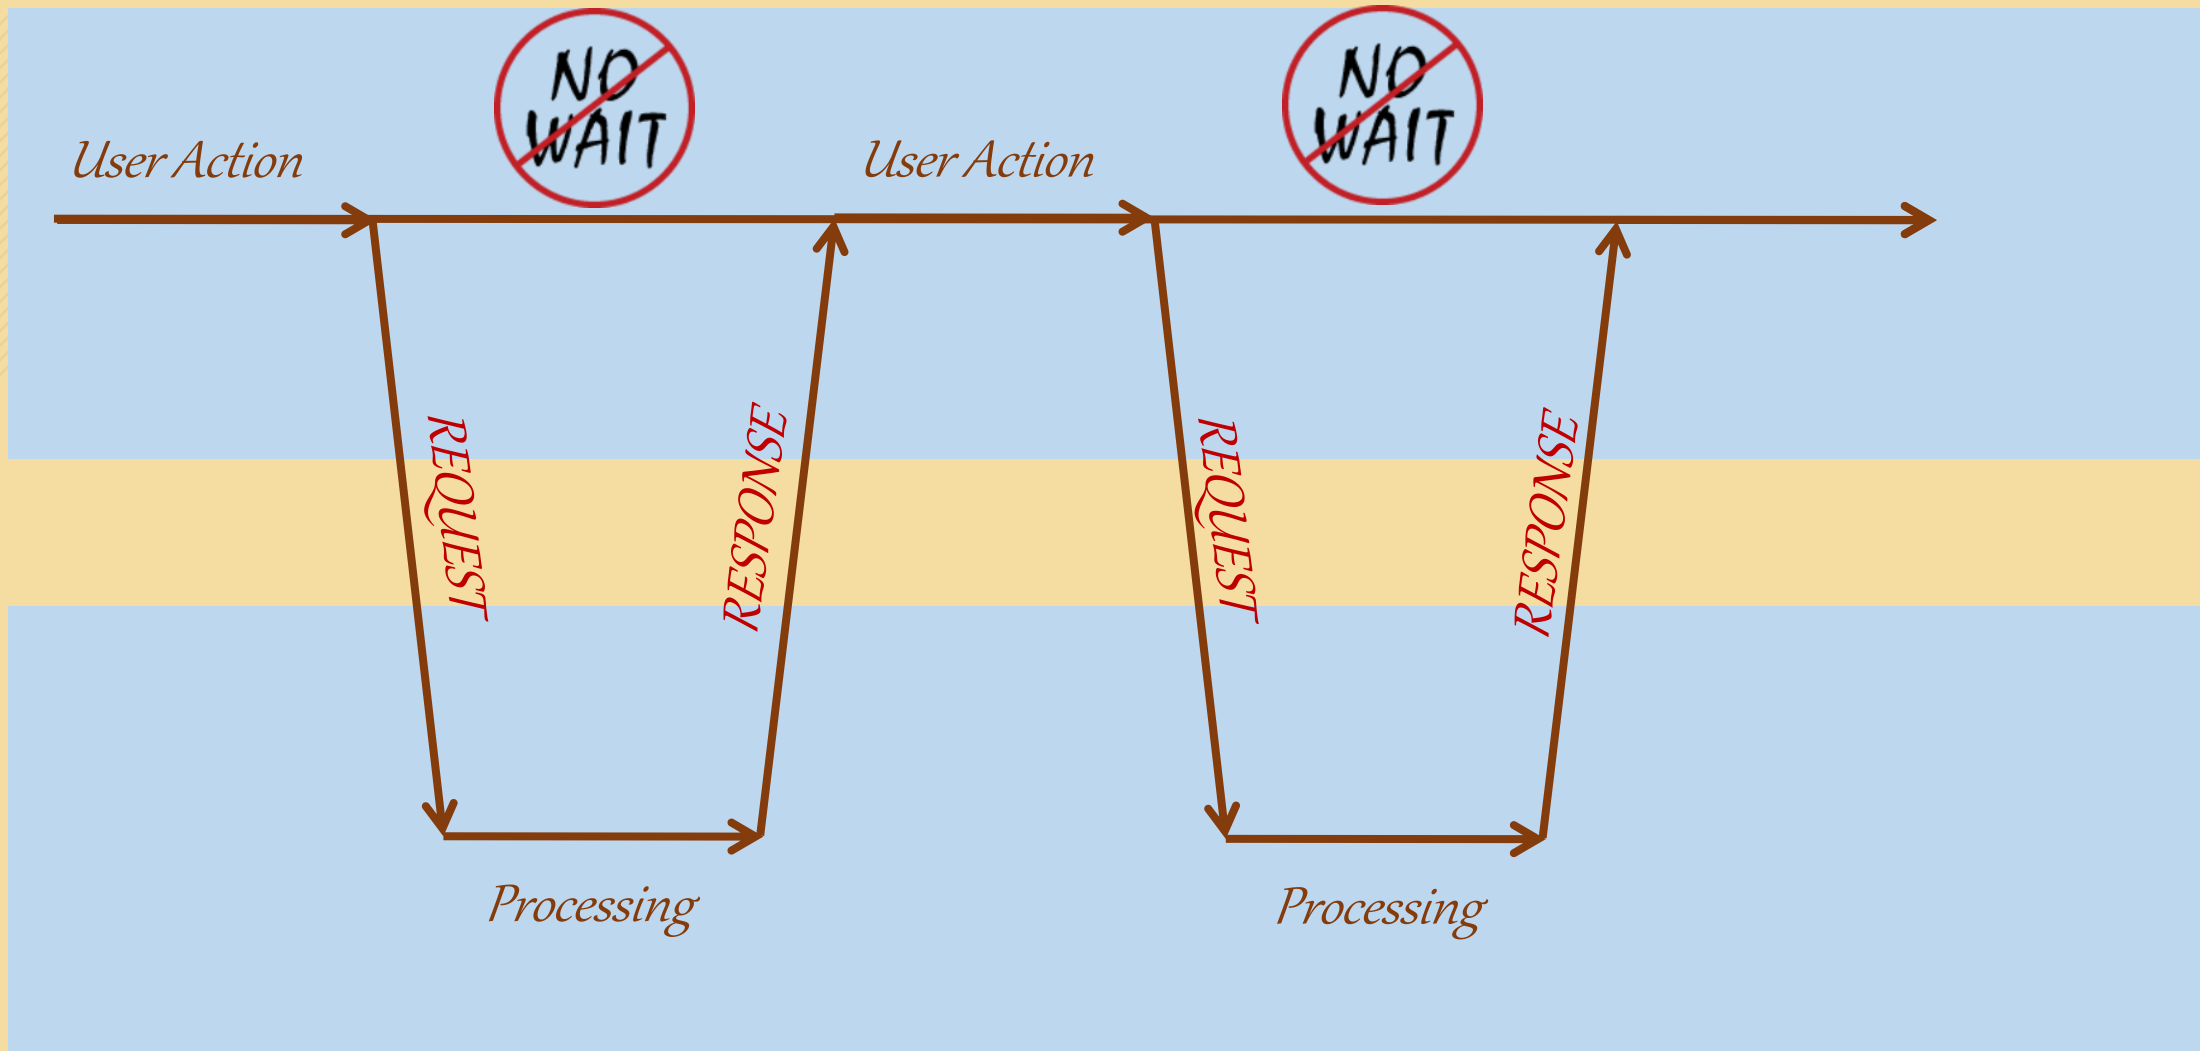 NO
WAIT
NO
WAIT
User Action
User Action
REQUEST
RESPONSE
REQUEST
RESPONSE
Processing
Processing